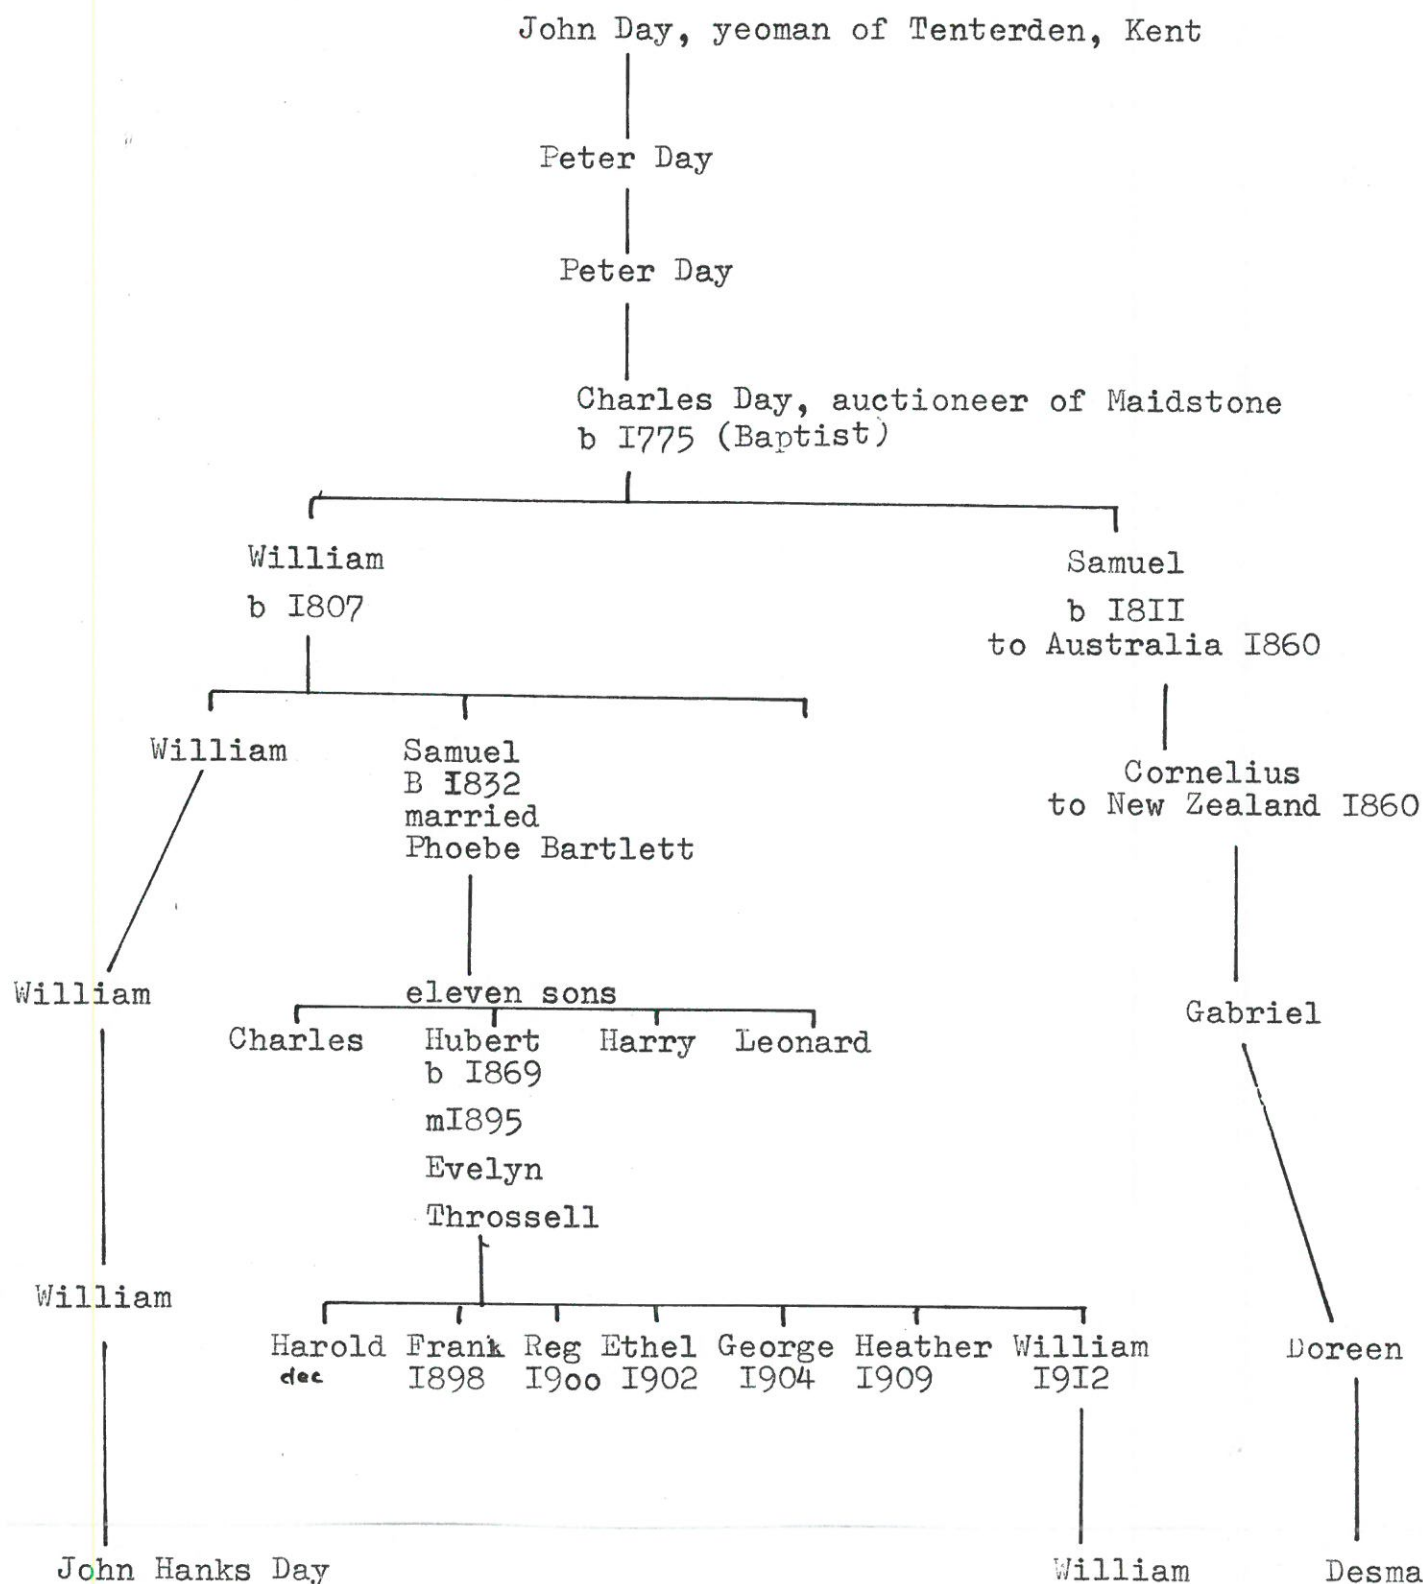 John Day, yeoman of Tenterden, Kent
Peter Day
Peter Day
Charles Day, auctioneer of Maidstone
b I775 (Baptist)
William
b I807
Samuel
b I8II
to Australia I860
William
Samuel
B I832
married
Phoebe Bartlett
Cornelius
to New Zealand I860
William
eleven sons
Charles Hubert Harry Leonard
b I869
mI895
Evelyn
Throssell
Gabriel
William
Harold Frank Reg Ethel George Heather William
dec I898 I9oo I902 I904 I909 I9I2
Doreen
John Hanks Day
William
Desma